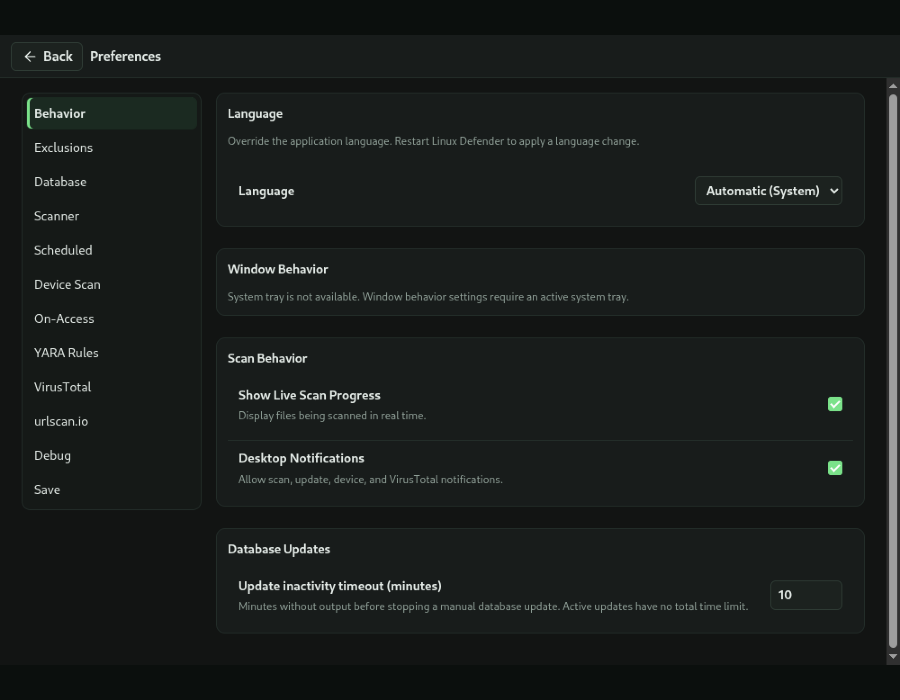 Back Preferences
Behavior
Exclusions
Database
Scanner
Scheduled
Device Scan
On-Access
YARA Rules
VirusTotal
urlscan.io
Debug
Save
Language
Override the application language. Restart Linux Defender to apply a language change.
Language Automatic (System)
Window Behavior
System tray is not available. Window behavior settings require an active system tray.
Scan Behavior
Show Live Scan Progress
Display files being scanned in real time.
Desktop Notifications
Allow scan, update, device, and VirusTotal notifications.
Database Updates
Update inactivity timeout (minutes)
Minutes without output before stopping a manual database update. Active updates have no total time limit.
10